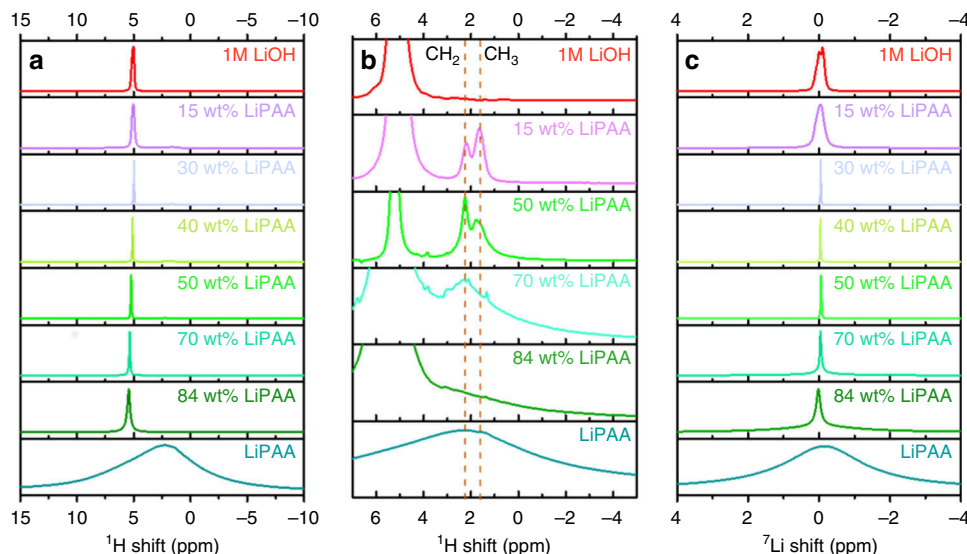 15 10 5 0 –5 –10
a
1M LiOH
15 wt% LiPAA
30 wt% LiPAA
40 wt% LiPAA
50 wt% LiPAA
70 wt% LiPAA
84 wt% LiPAA
LiPAA
15 10 5 0 –5 –10
¹H shift (ppm)
6 4 2 0 –2 –4
b
CH₂ CH₃ 1M LiOH
15 wt% LiPAA
50 wt% LiPAA
70 wt% LiPAA
84 wt% LiPAA
LiPAA
6 4 2 0 –2 –4
¹H shift (ppm)
4 2 0 –2 –4
c
1M LiOH
15 wt% LiPAA
30 wt% LiPAA
40 wt% LiPAA
50 wt% LiPAA
70 wt% LiPAA
84 wt% LiPAA
LiPAA
4 2 0 –2 –4
⁷Li shift (ppm)